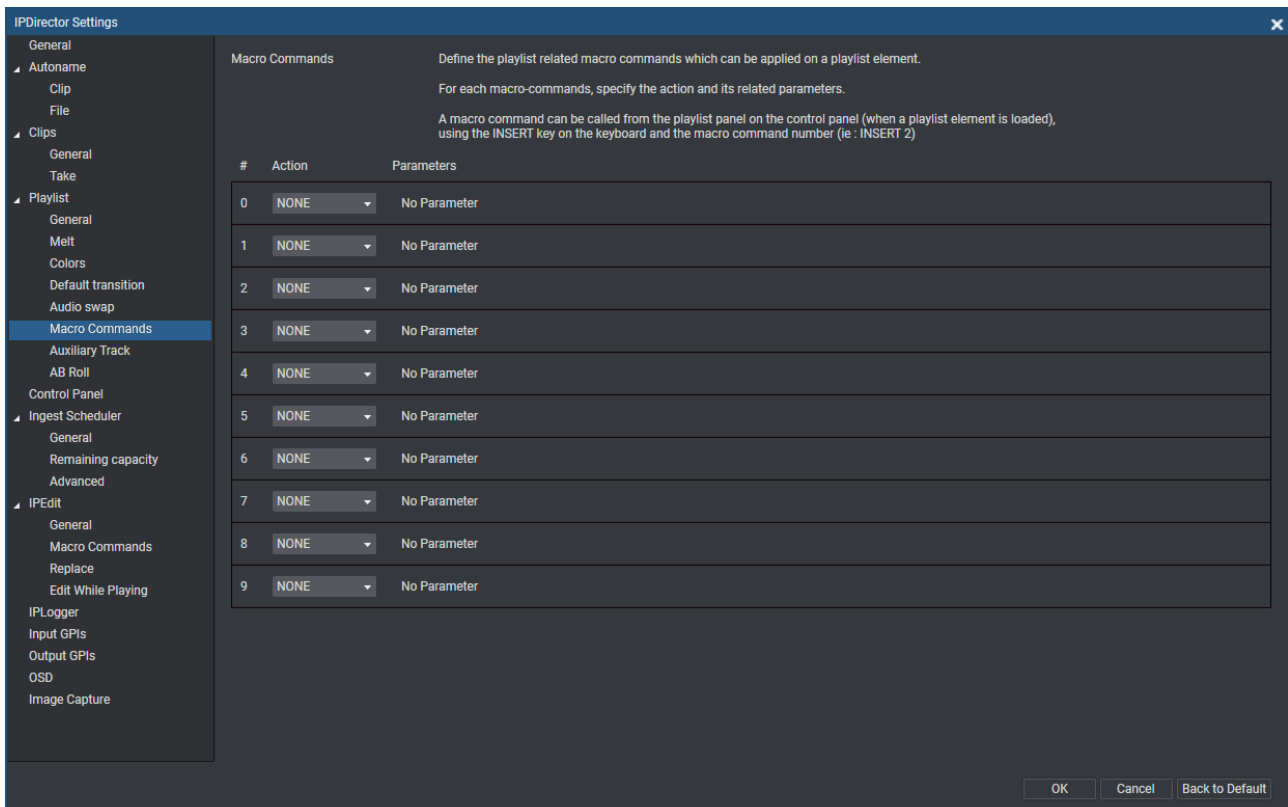 IPDirector Settings
General
Autoname
Clip
File
Clips
General
Take
Playlist
General
Melt
Colors
Default transition
Audio swap
Macro Commands
Auxiliary Track
AB Roll
Control Panel
Ingest Scheduler
General
Remaining capacity
Advanced
IPEdit
General
Macro Commands
Replace
Edit While Playing
IPLogger
Input GPIs
Output GPIs
OSD
Image Capture
Macro Commands
Define the playlist related macro commands which can be applied on a playlist element.
For each macro-commands, specify the action and its related parameters.
A macro command can be called from the playlist panel on the control panel (when a playlist element is loaded),
using the INSERT key on the keyboard and the macro command number (ie : INSERT 2)
# Action Parameters
0 NONE No Parameter
1 NONE No Parameter
2 NONE No Parameter
3 NONE No Parameter
4 NONE No Parameter
5 NONE No Parameter
6 NONE No Parameter
7 NONE No Parameter
8 NONE No Parameter
9 NONE No Parameter
OK Cancel Back to Default